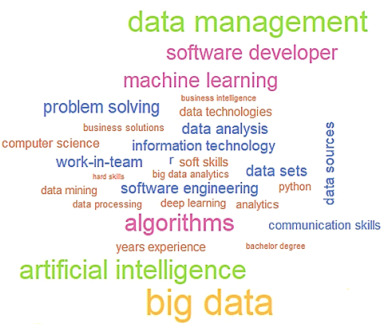 data management
software developer
machine learning
business intelligence
problem solving
data technologies
business solutions
data analysis
data sources
computer science
information technology
work-in-team
r
soft skills
hard skills
big data analytics
data sets
data mining
software engineering
python
data processing
deep learning
analytics
algorithms
communication skills
years experience
bachelor degree
artificial intelligence
big data